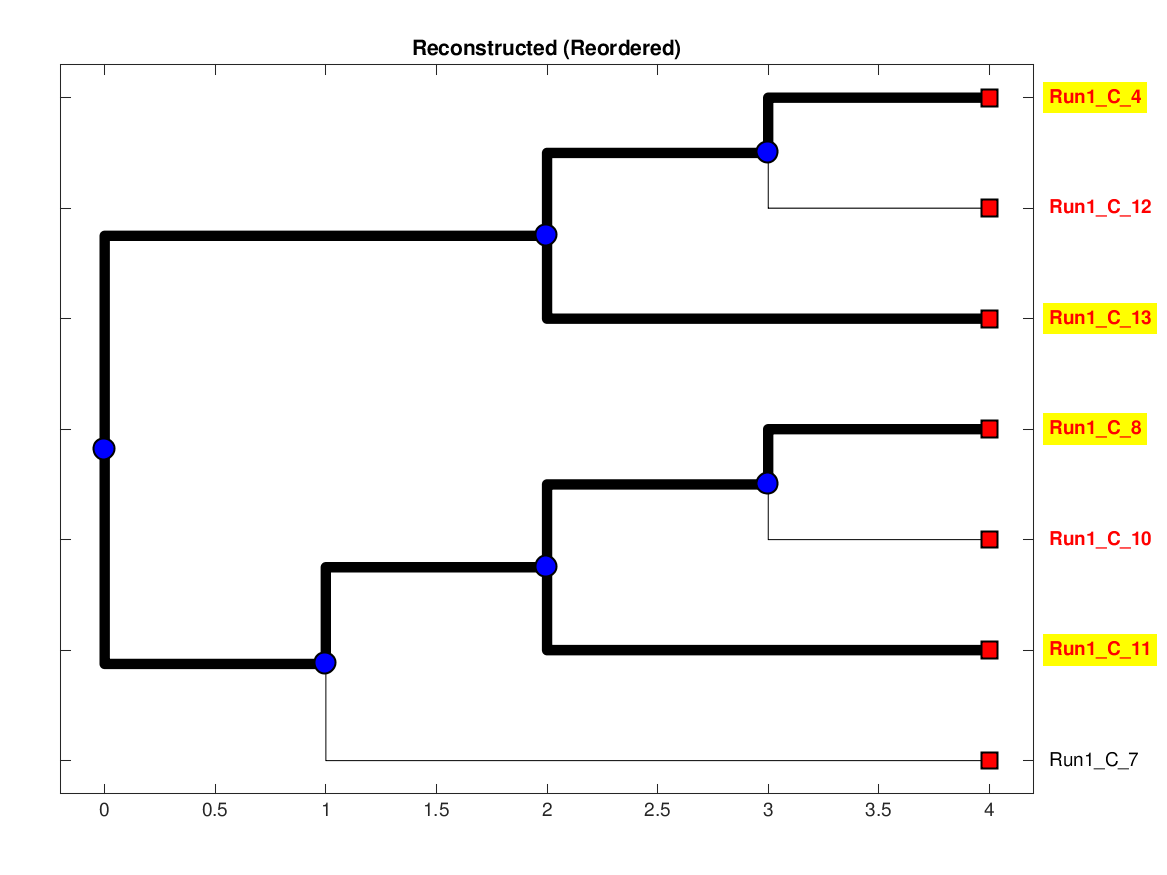 Reconstructed (Reordered)
Run1_C_4
Run1_C_12
Run1_C_13
Run1_C_8
Run1_C_10
Run1_C_11
Run1_C_7
0 0.5 1 1.5 2 2.5 3 3.5 4